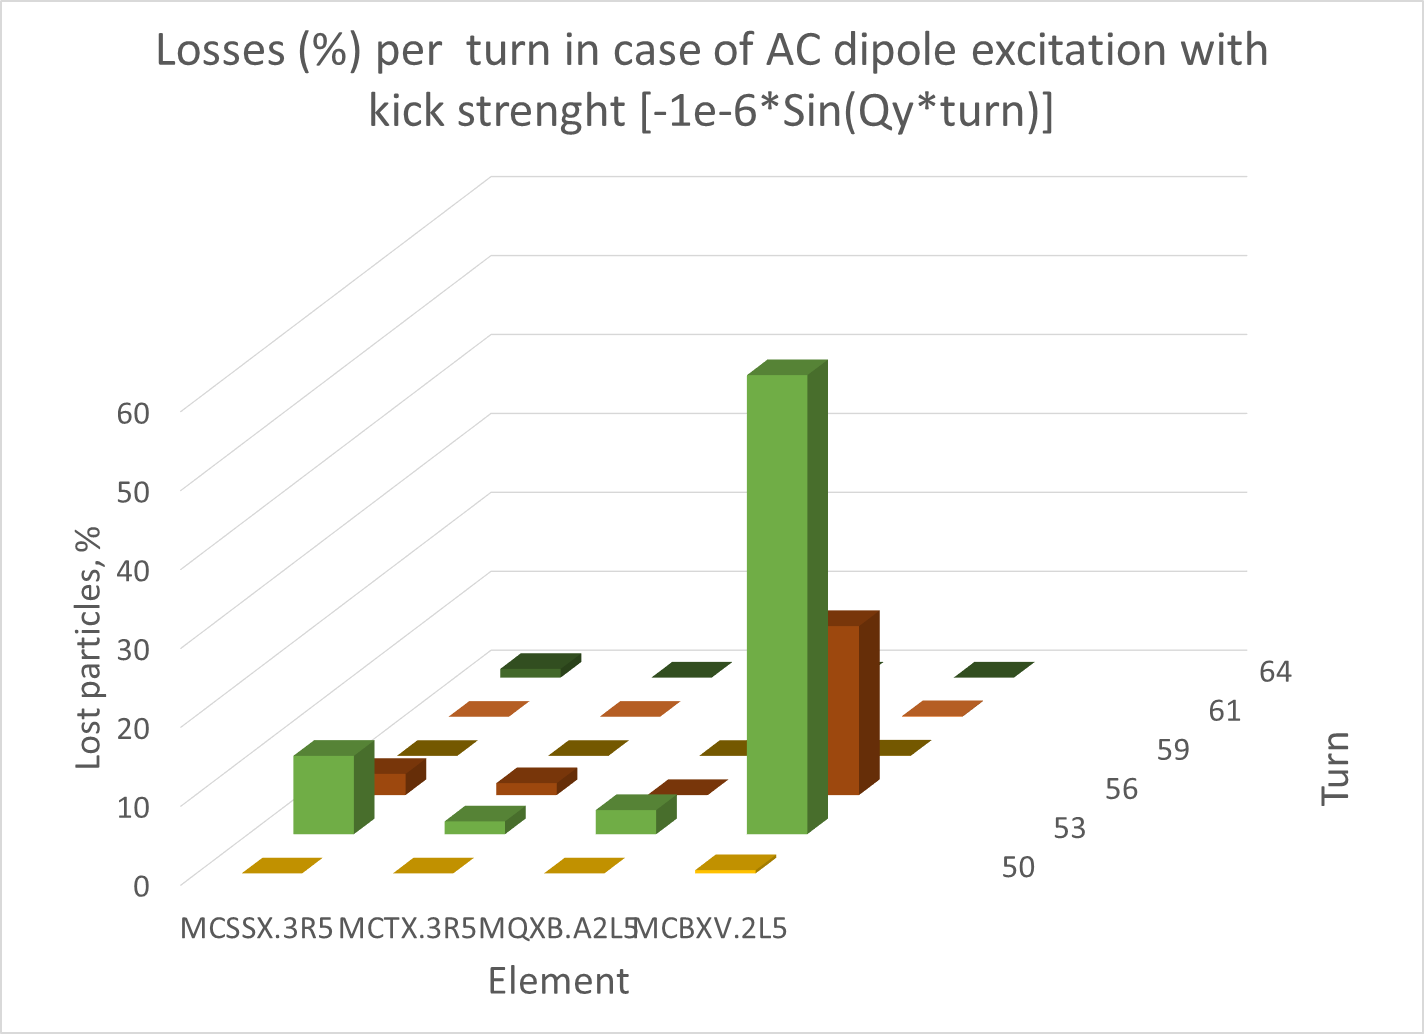 Losses (%) per  turn in case of AC dipole excitation with
kick strenght [-1e-6*Sin(Qy*turn)]
60
50
40
30
20
10
0
Lost particles, %
64
61
59
56
53
50
Turn
MCSSX.3R5 MCTX.3R5 MQXB.A2L5 MCBXV.2L5
Element